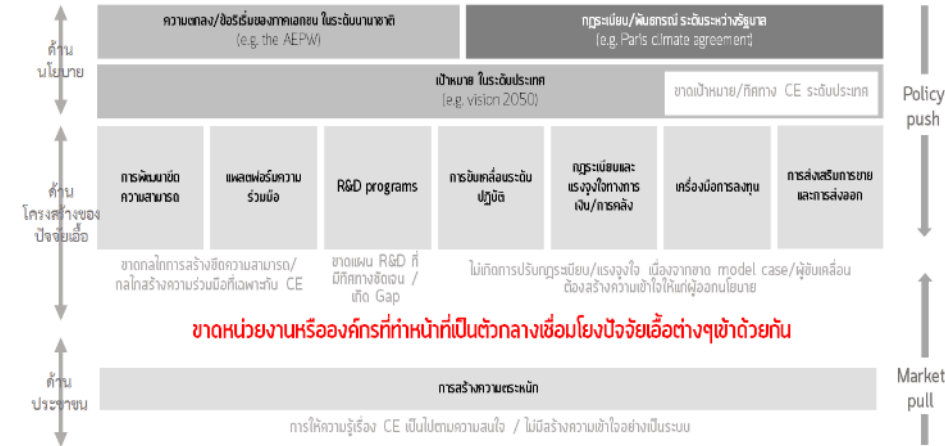 ความตกลง/ข้อริเริ่มของภาคเอกชน ในระดับนานาชาติ
(e.g. the AEPW)
กฎระเบียบ/พันธกรณ์ ระดับระหว่างรัฐบาล
(e.g. Paris climate agreement)
ด้าน
นโยบาย
เป้าหมาย ในระดับประเทศ
(e.g. vision 2050)
ขาดเป้าหมาย/ทิศทาง CE ระดับประเทศ
Policy
push
ด้าน
โครงสร้างของ
ปัจจัยเอื้อ
การพัฒนาขีด
ความสามารถ
แพลตฟอร์มความ
ร่วมมือ
R&D programs
การขับเคลื่อนระดับ
ปฏิบัติ
กฎระเบียบและ
แรงจูงใจทางการ
เงิน/การคลัง
เครื่องมือการลงทุน
การส่งเสริมการขาย
และการส่งออก
ขาดกลไกการสร้างขีดความสามารถ/
กลไกสร้างความร่วมมือที่เฉพาะกับ CE
ขาดแผน R&D ที่
มีทิศทางชัดเจน /
เกิด Gap
ไม่เกิดการปรับกฎระเบียบ/แรงจูงใจ เนื่องจากขาด model case/ผู้ขับเคลื่อน
ต้องสร้างความเข้าใจให้แก่ผู้ออกนโยบาย
ขาดหน่วยงานหรือองค์กรที่ทำหน้าที่เป็นตัวกลางเชื่อมโยงปัจจัยเอื้อต่างๆเข้าด้วยกัน
ด้าน
ประชาชน
การสร้างความตระหนัก
การให้ความรู้เรื่อง CE เป็นไปตามความสนใจ / ไม่มีสร้างความเข้าใจอย่างเป็นระบบ
Market
pull